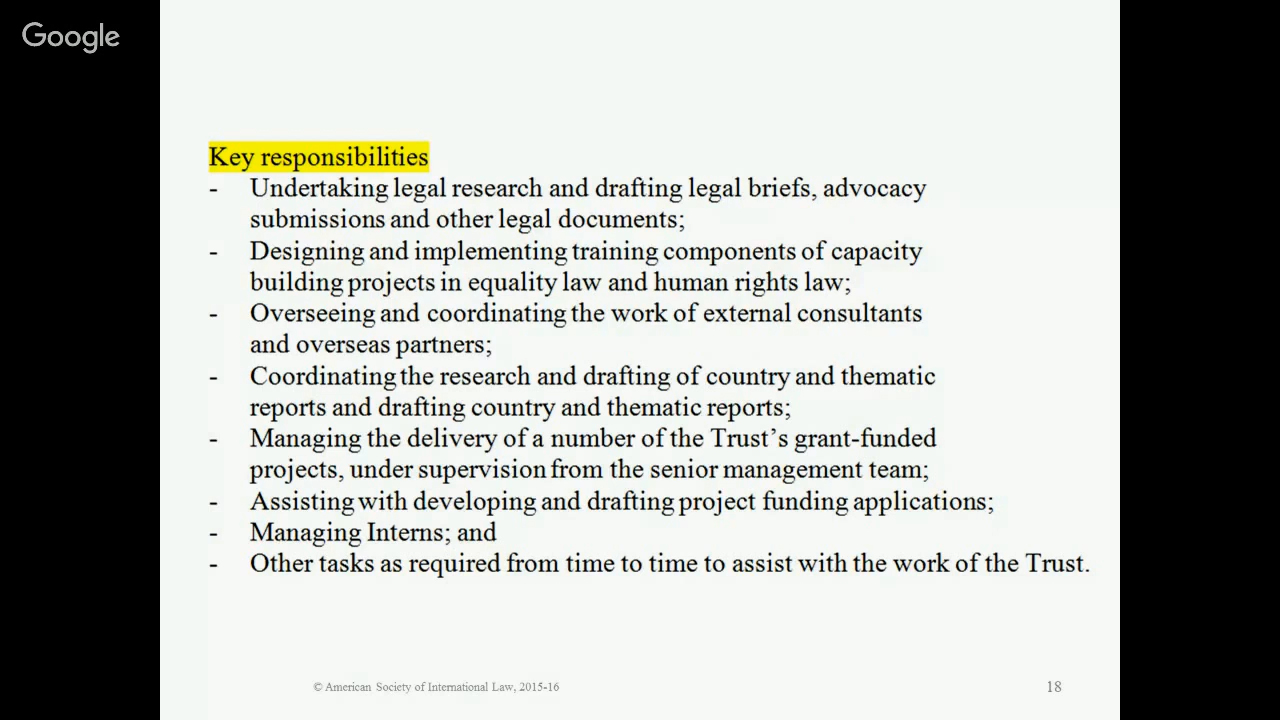 Google
Key responsibilities
- Undertaking legal research and drafting legal briefs, advocacy
submissions and other legal documents;
- Designing and implementing training components of capacity
building projects in equality law and human rights law;
- Overseeing and coordinating the work of external consultants
and overseas partners;
- Coordinating the research and drafting of country and thematic
reports and drafting country and thematic reports;
- Managing the delivery of a number of the Trust’s grant-funded
projects, under supervision from the senior management team;
- Assisting with developing and drafting project funding applications;
- Managing Interns; and
- Other tasks as required from time to time to assist with the work of the Trust.
© American Society of International Law, 2015-16
18